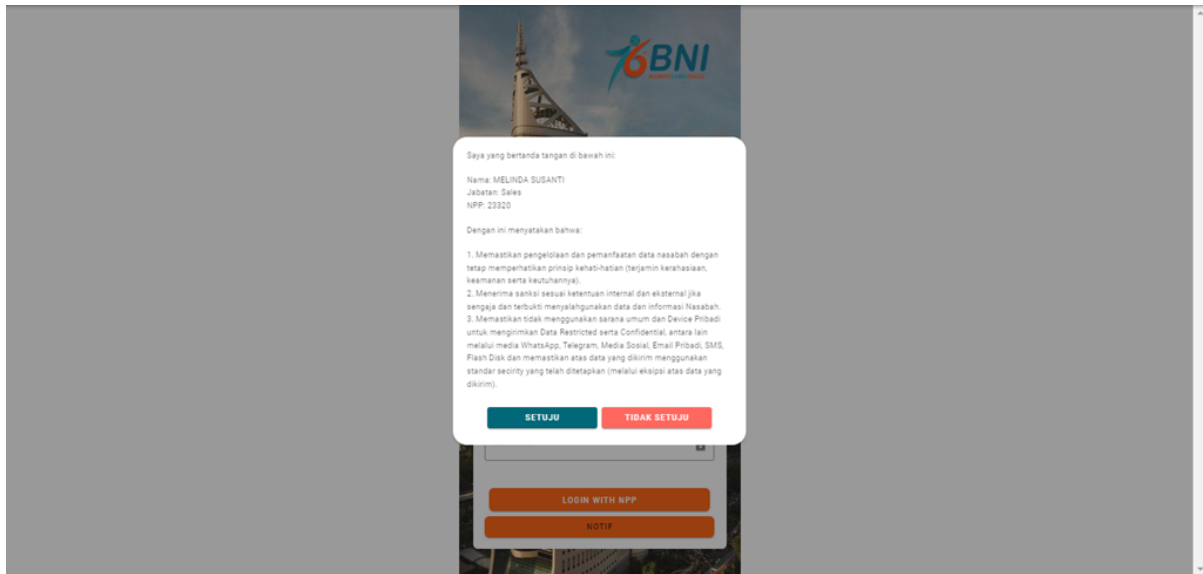 76BNI
Saya yang bertanda tangan di bawah ini:
Nama: MELINDA SUSANTI
Jabatan: Sales
NPP: 23320
Dengan ini menyatakan bahwa:
1. Memastikan pengelolaan dan pemanfaatan data nasabah dengan
tetap memperhatikan prinsip kehati-hatian (terjamin kerahasiaan,
keamanan serta keutuhannya).
2. Menerima sanksi sesuai ketentuan internal dan eksternal jika
sengaja dan terbukti menyalahgunakan data dan informasi Nasabah.
3. Memastikan tidak menggunakan sarana umum dan Device Pribadi
untuk mengirimkan Data Restricted serta Confidential, antara lain
melalui media WhatsApp, Telegram, Media Sosial, Email Pribadi, SMS,
Flash Disk dan memastikan atas data yang dikirim menggunakan
standar secirity yang telah ditetapkan (melalui eksipsi atas data yang
dikirim).
SETUJU TIDAK SETUJU
LOGIN WITH NPP
NOTIF